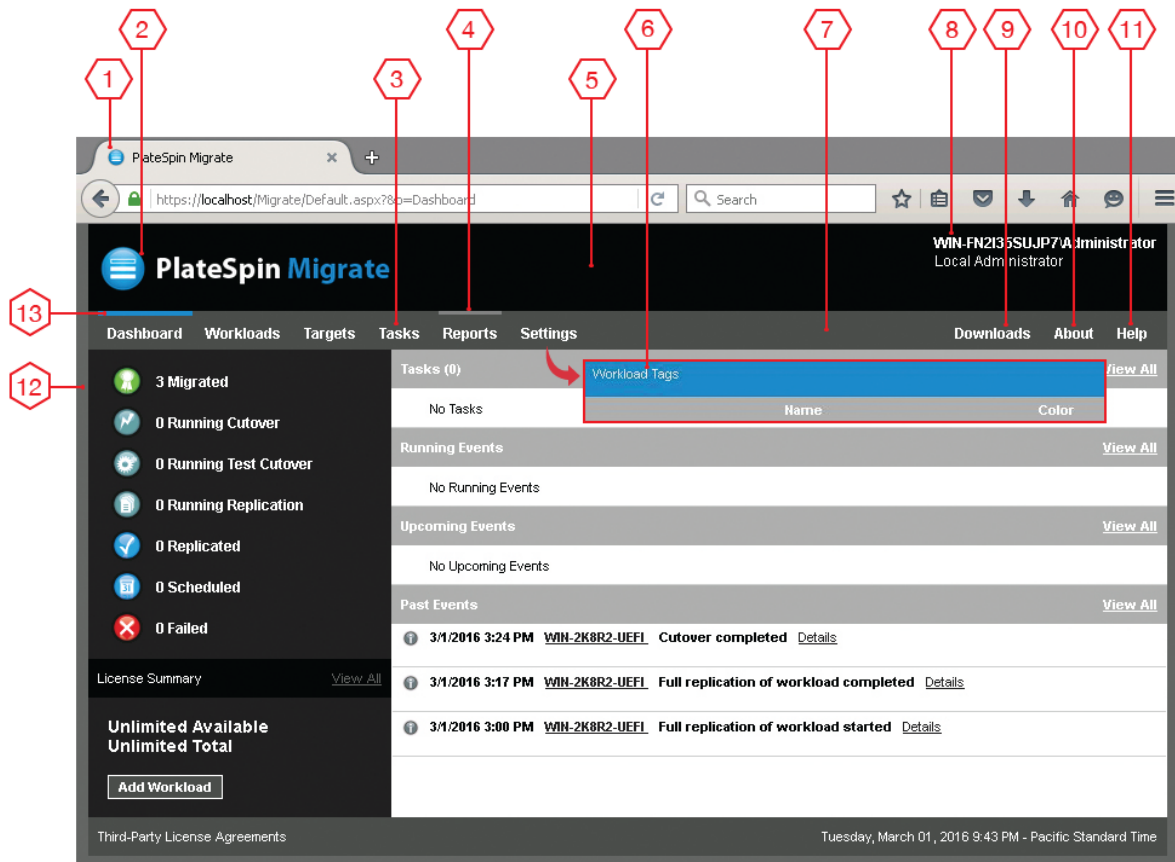 2
4
6
7
8
9
10
11
1
3
5
PlateSpin Migrate
https://localhost/Migrate/Default.aspx?&p=Dashboard
Search
PlateSpin Migrate
WIN-FN2I35SUJP7\Administrator
Local Administrator
13
Dashboard Workloads Targets Tasks Reports Settings Downloads About Help
12
3 Migrated
0 Running Cutover
0 Running Test Cutover
0 Running Replication
0 Replicated
31
0 Scheduled
0 Failed
License Summary View All
Unlimited Available
Unlimited Total
Add Workload
Tasks (0) View All
Workload Tags
Name Color
No Tasks
Running Events View All
No Running Events
Upcoming Events View All
No Upcoming Events
Past Events View All
3/1/2016 3:24 PM WIN-2K8R2-UEFI Cutover completed Details
3/1/2016 3:17 PM WIN-2K8R2-UEFI Full replication of workload completed Details
3/1/2016 3:00 PM WIN-2K8R2-UEFI Full replication of workload started Details
Third-Party License Agreements
Tuesday, March 01, 2016 9:43 PM - Pacific Standard Time